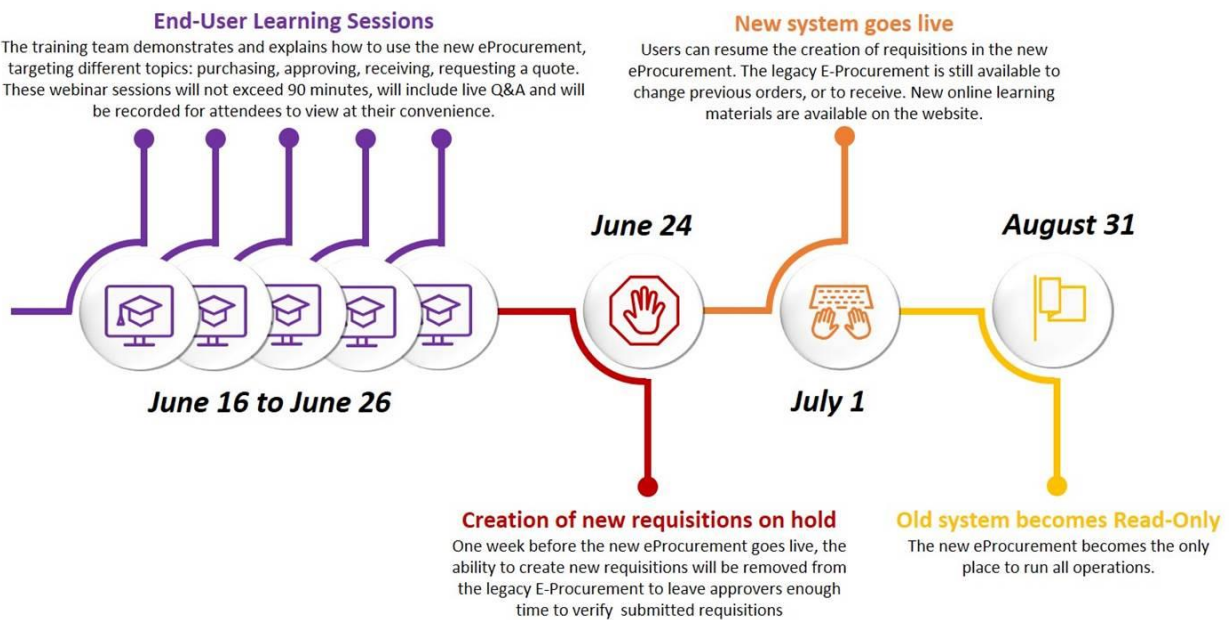 End-User Learning Sessions
The training team demonstrates and explains how to use the new eProcurement,
targeting different topics: purchasing, approving, receiving, requesting a quote.
These webinar sessions will not exceed 90 minutes, will include live Q&A and will
be recorded for attendees to view at their convenience.
New system goes live
Users can resume the creation of requisitions in the new
eProcurement. The legacy E-Procurement is still available to
change previous orders, or to receive. New online learning
materials are available on the website.
June 24
August 31
June 16 to June 26
July 1
Creation of new requisitions on hold
One week before the new eProcurement goes live, the
ability to create new requisitions will be removed from
the legacy E-Procurement to leave approvers enough
time to verify submitted requisitions
Old system becomes Read-Only
The new eProcurement becomes the only
place to run all operations.